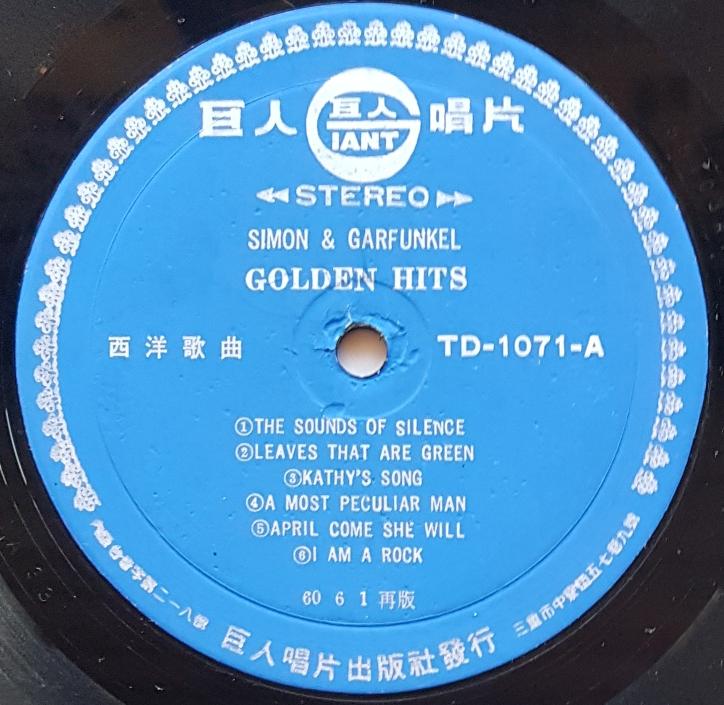 巨人 巨人 GIANT 唱片
STEREO
SIMON & GARFUNKEL
GOLDEN HITS
西洋歌曲 TD-1071-A
①THE SOUNDS OF SILENCE
②LEAVES THAT ARE GREEN
③KATHY'S SONG
④A MOST PECULIAR MAN
⑤APRIL COME SHE WILL
⑥I AM A ROCK
60 6 1 再版
巨人唱片出版社發行